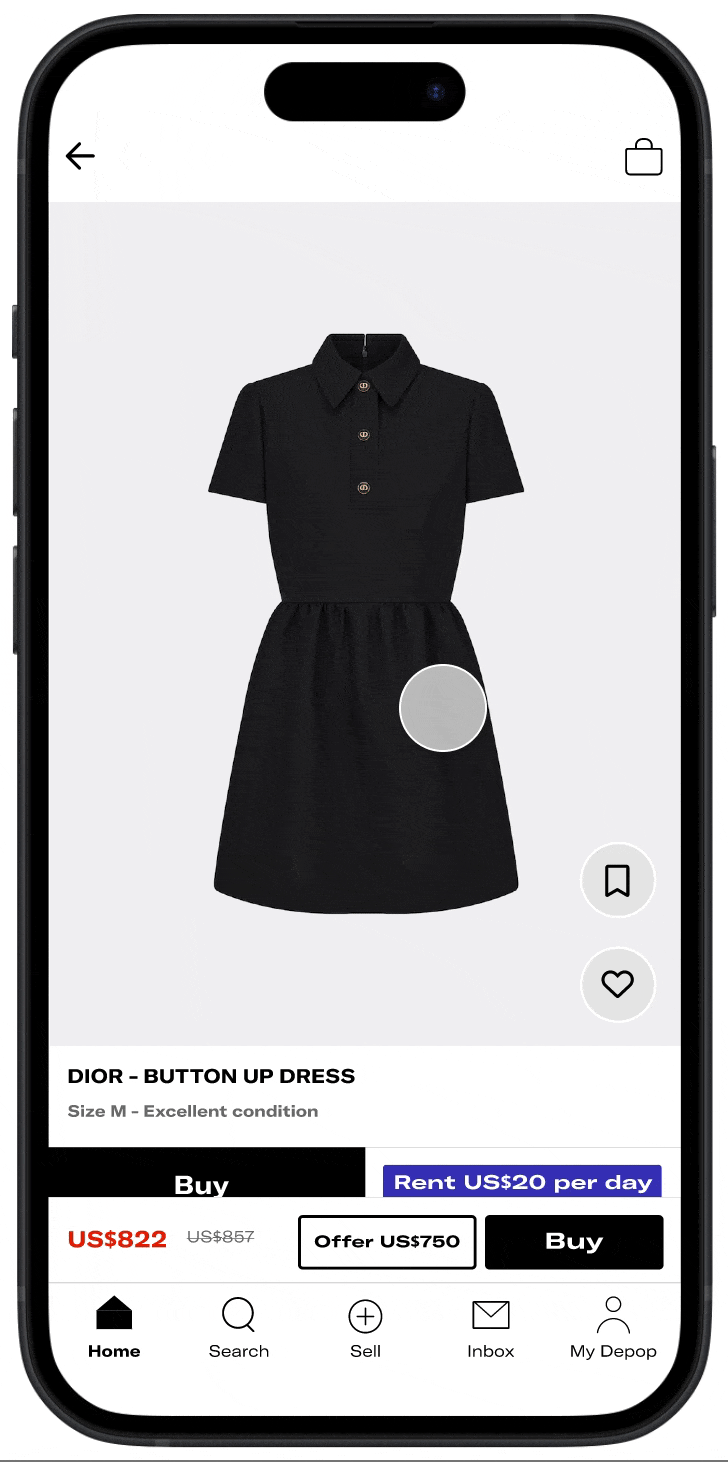 DIOR - BUTTON UP DRESS
Size M - Excellent condition
Buy
Rent US$20 per day
US$822
US$857
Offer US$750
Buy
Home
Search
Sell
Inbox
My Depop